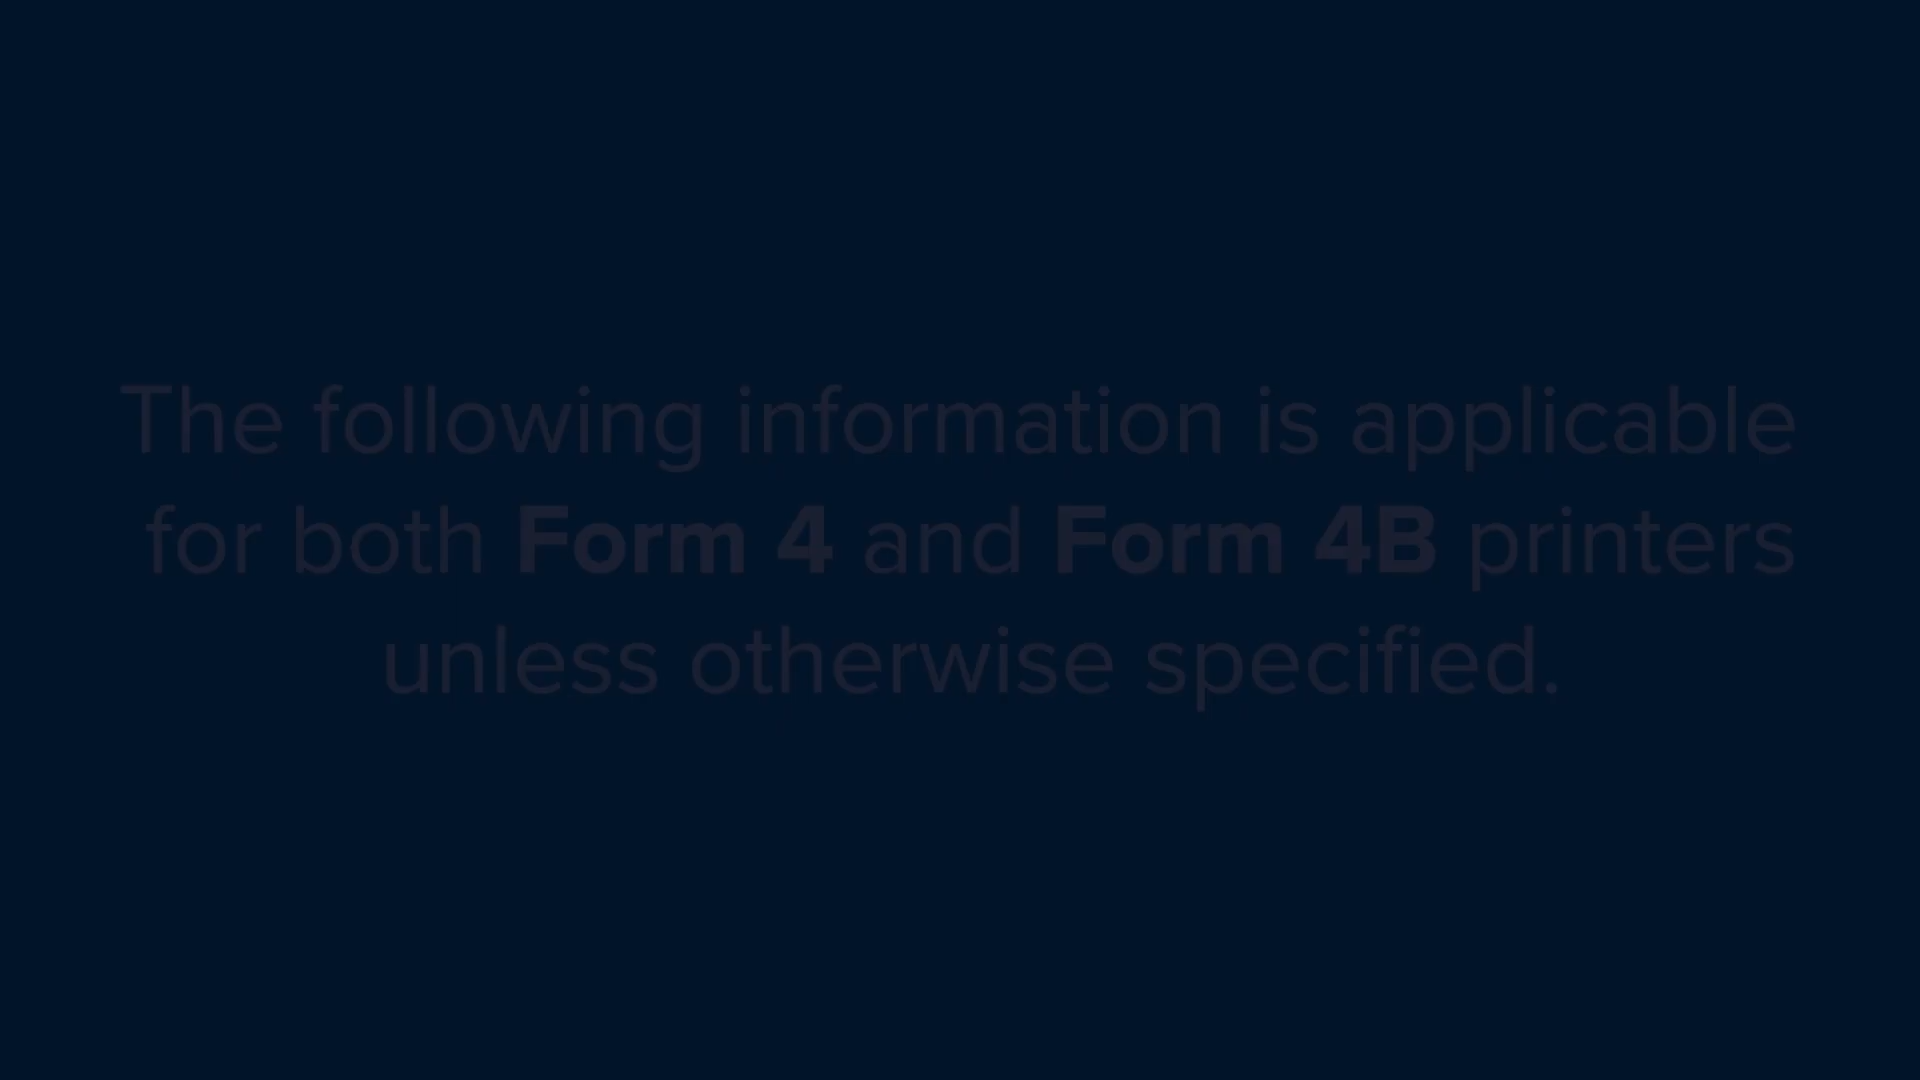 The following information is applicable
for both Form 4 and Form 4B printers
unless otherwise specified.